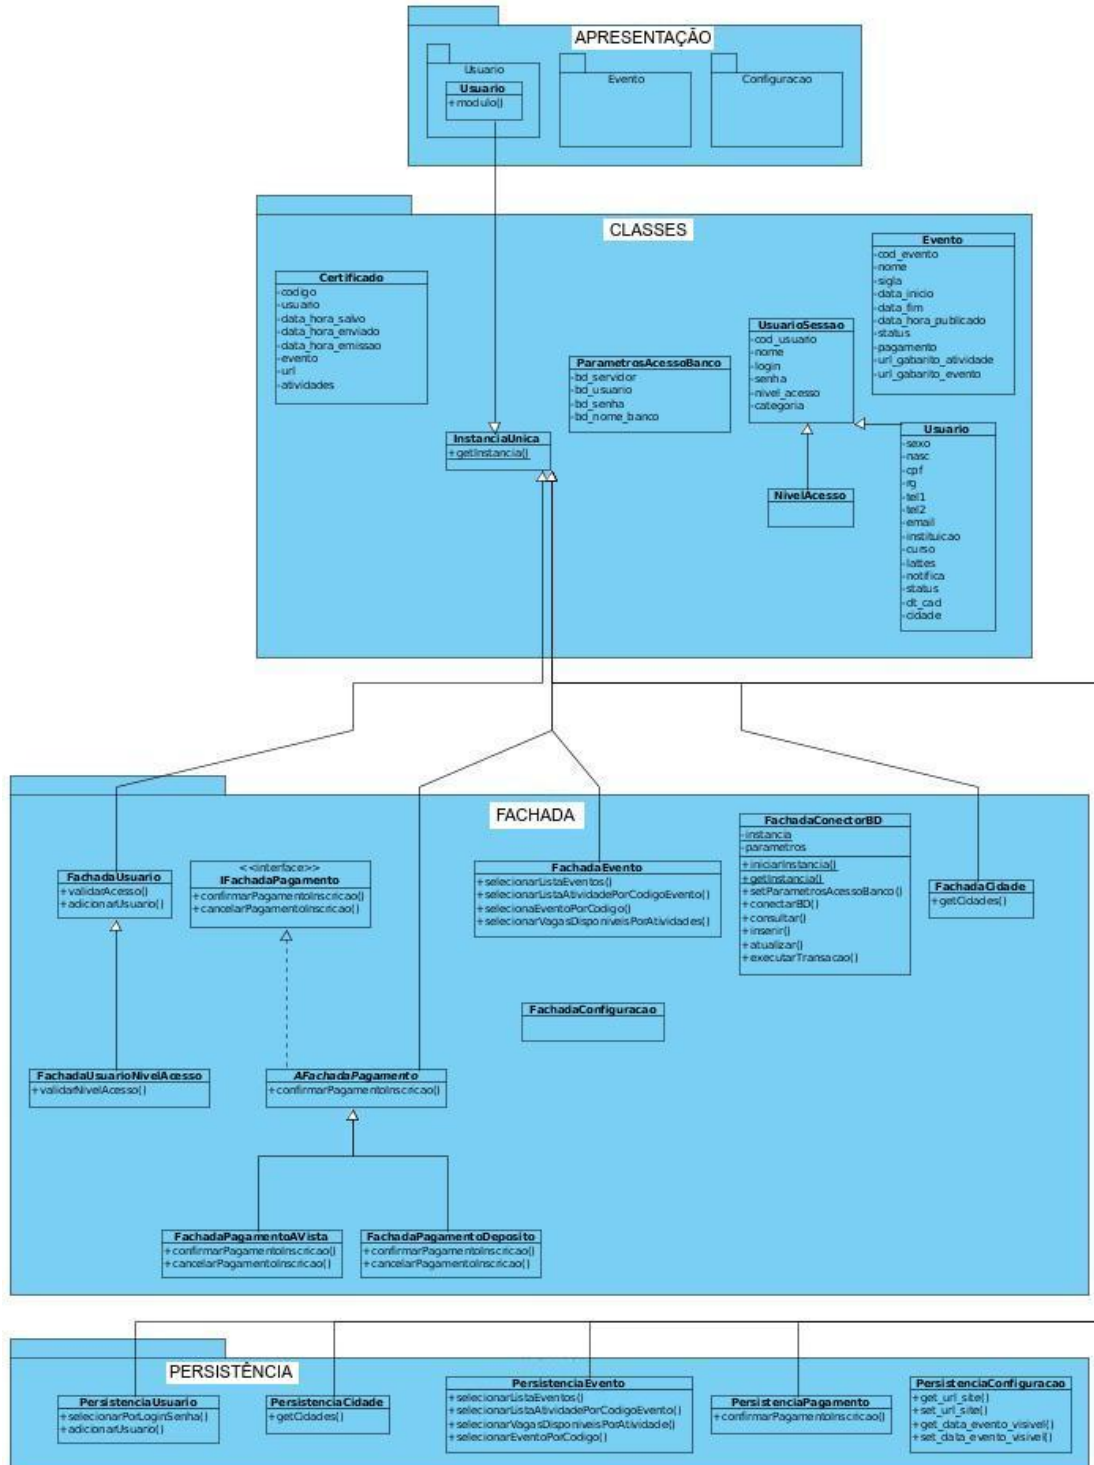 APRESENTAÇÃO
Usuario
Usuario
+modulo()
Evento
Configuracao
CLASSES
Certificado
-codigo
-usuario
-data_hora_salvo
-data_hora_enviado
-data_hora_emissao
-evento
-url
-atividades
InstanciaUnica
+getInstancia()
ParametrosAcessoBanco
-bd_servidor
-bd_usuario
-bd_senha
-bd_nome_banco
UsuarioSessao
-cod_usuario
-nome
-login
-senha
-nivel_acesso
-categoria
NivelAcesso
Evento
-cod_evento
-nome
-sigla
-data_inicio
-data_fim
-data_hora_publicado
-status
-pagamento
-url_gabarito_atividade
-url_gabarito_evento
Usuario
-sexo
-nasc
-cpf
-rg
-tel1
-tel2
-email
-instituicao
-curso
-lattes
-notifica
-status
-dt_cad
-cidade
FACHADA
FachadaUsuario
+validarAcesso()
+adicionarUsuario()
<<interface>>
IFachadaPagamento
+confirmarPagamentoInscricao()
+cancelarPagamentoInscricao()
FachadaEvento
+selecionarListaEventos()
+selecionarListaAtividadePorCodigoEvento()
+selecionaEventoPorCodigo()
+selecionarVagasDisponiveisPorAtividades()
FachadaConectorBD
-instancia
-parametros
+iniciarInstancia()
+getInstancia()
+setParametrosAcessoBanco()
+conectarBD()
+consultar()
+inserir()
+atualizar()
+executarTransacao()
FachadaCidade
+getCidades()
FachadaConfiguracao
FachadaUsuarioNivelAcesso
+validarNivelAcesso()
AFachadaPagamento
+confirmarPagamentoInscricao()
FachadaPagamentoAVista
+confirmarPagamentoInscricao()
+cancelarPagamentoInscricao()
FachadaPagamentoDeposito
+confirmarPagamentoInscricao()
+cancelarPagamentoInscricao()
PERSISTÊNCIA
PersistenciaUsuario
+selecionarPorLoginSenha()
+adicionarUsuario()
PersistenciaCidade
+getCidades()
PersistenciaEvento
+selecionarListaEventos()
+selecionarListaAtividadePorCodigoEvento()
+selecionarVagasDisponiveisPorAtividade()
+selecionarEventoPorCodigo()
PersistenciaPagamento
+confirmarPagamentoInscricao()
PersistenciaConfiguracao
+get_url_site()
+set_url_site()
+get_data_evento_visivel()
+set_data_evento_visivel()